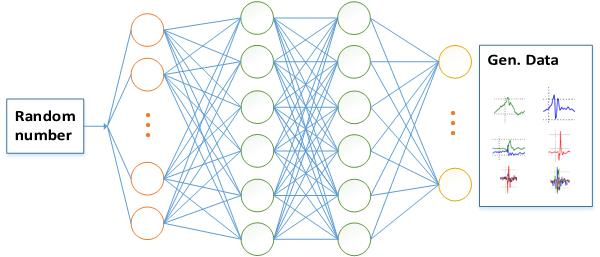 Random
number
Gen. Data